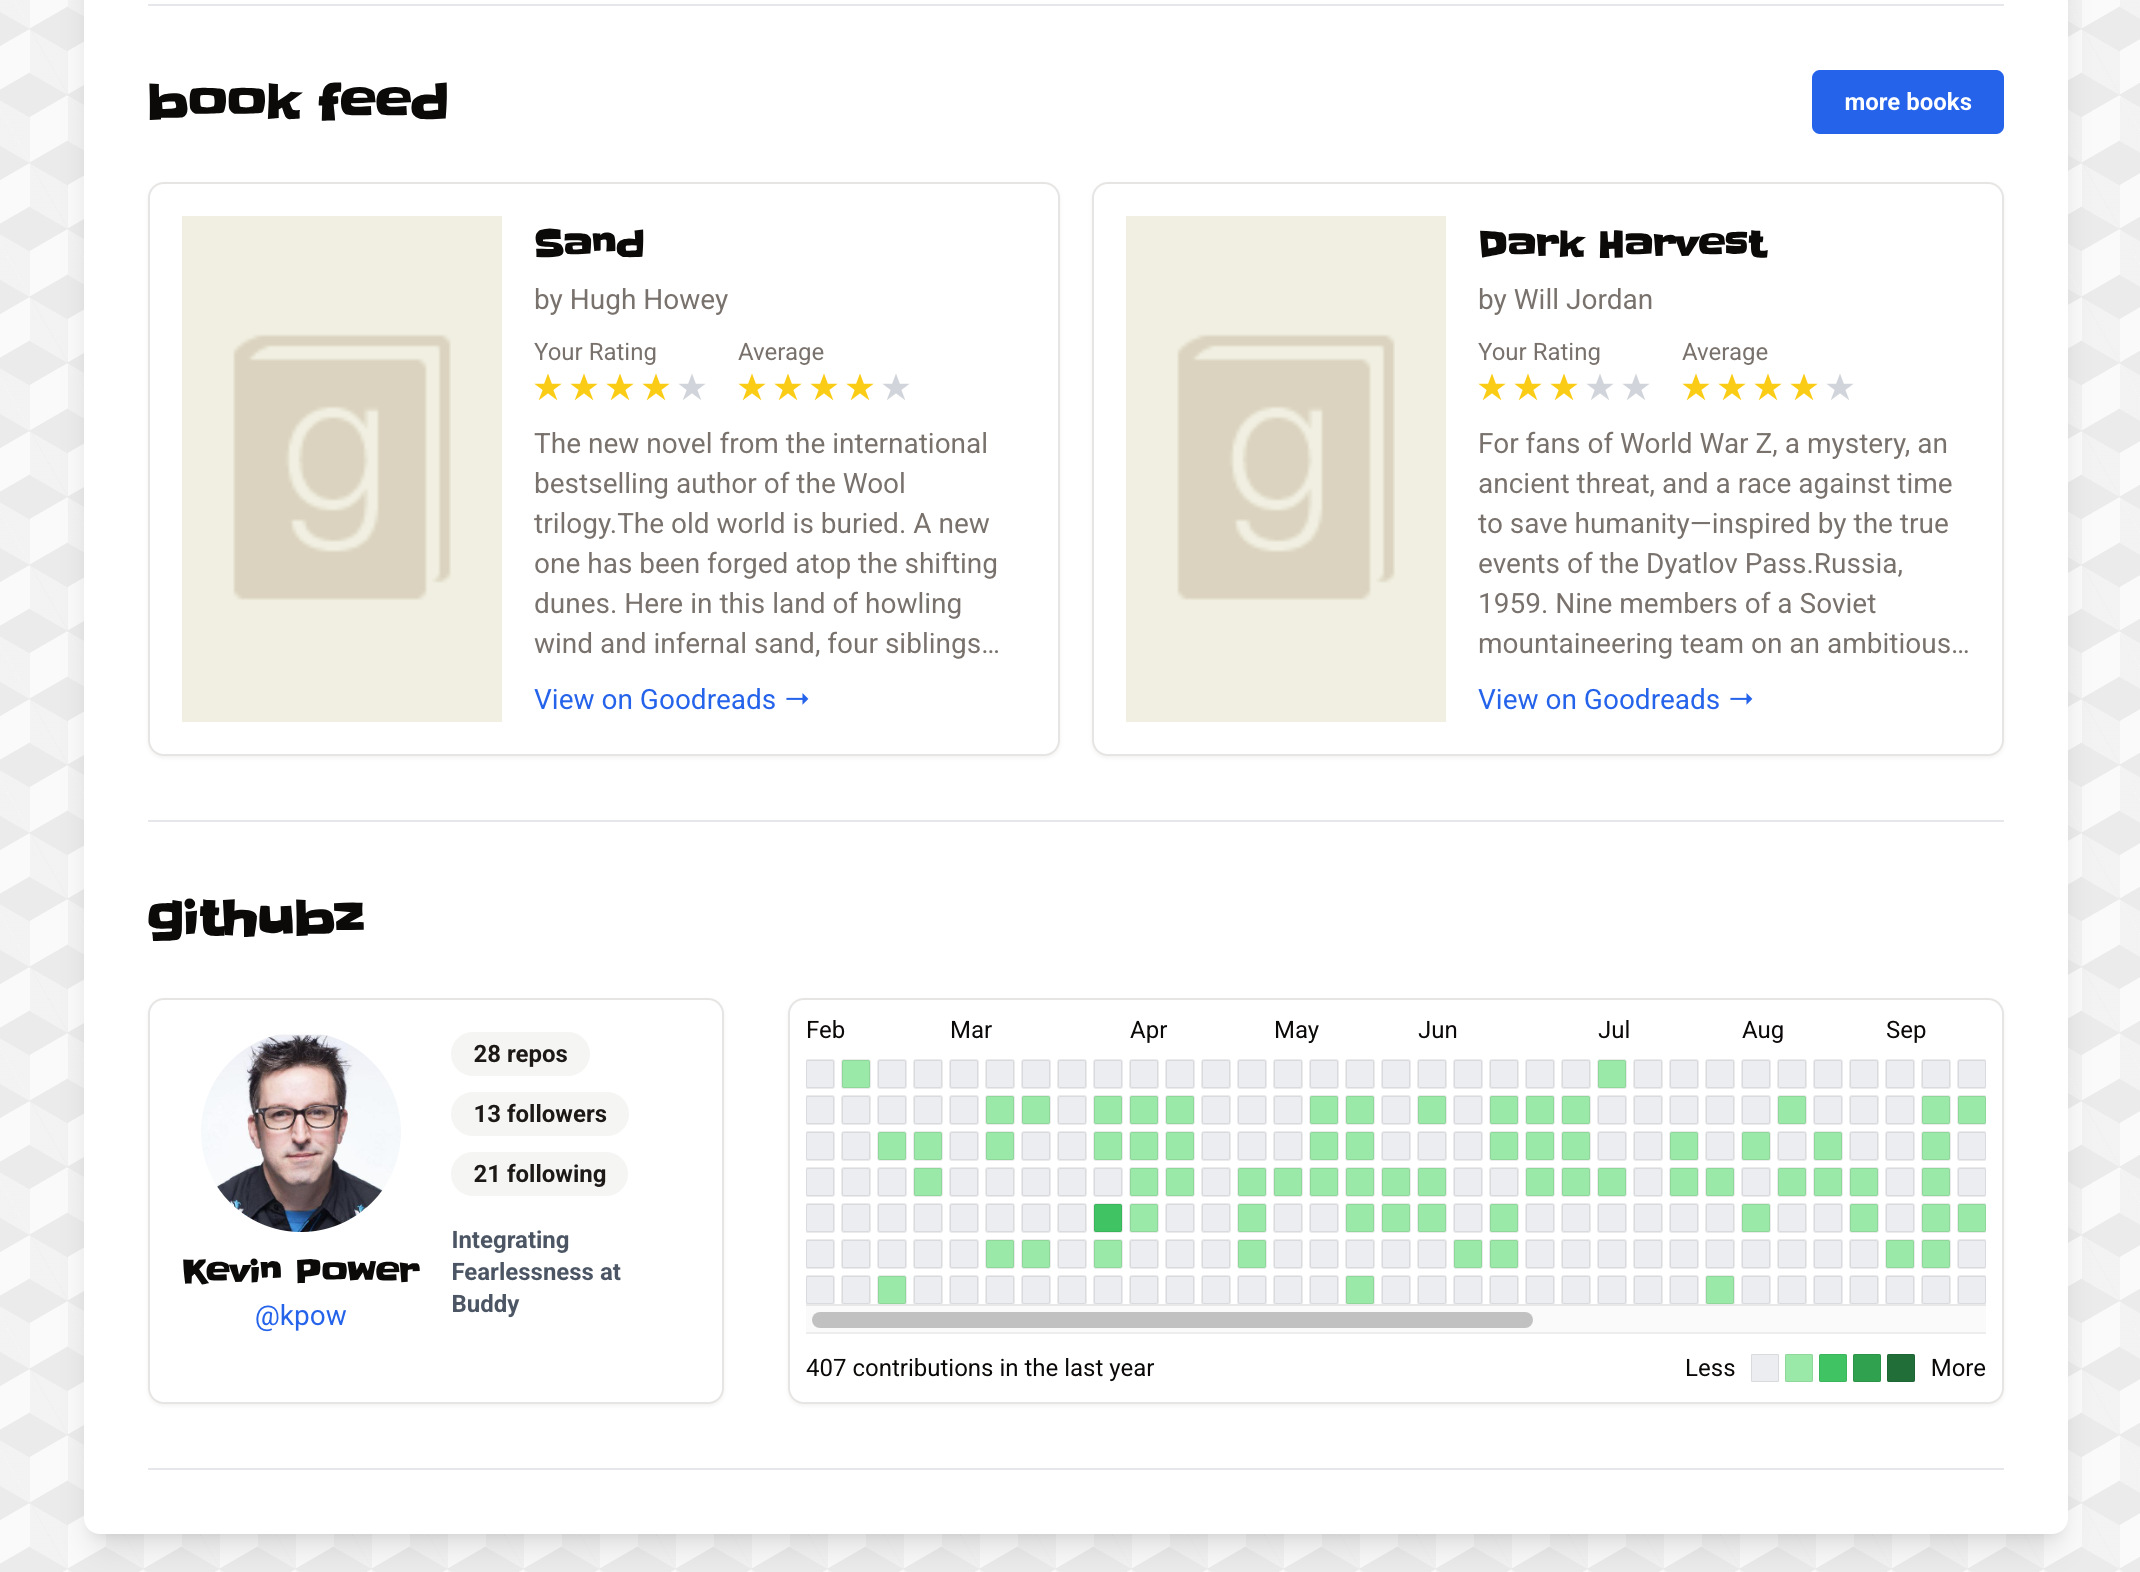 book feed
more books
g
Sand
by Hugh Howey
Your Rating Average
The new novel from the international
bestselling author of the Wool
trilogy.The old world is buried. A new
one has been forged atop the shifting
dunes. Here in this land of howling
wind and infernal sand, four siblings...
View on Goodreads →
g
Dark Harvest
by Will Jordan
Your Rating Average
For fans of World War Z, a mystery, an
ancient threat, and a race against time
to save humanity—inspired by the true
events of the Dyatlov Pass.Russia,
1959. Nine members of a Soviet
mountaineering team on an ambitious...
View on Goodreads →
githubz
Kevin Power
@kpow
28 repos
13 followers
21 following
Integrating
Fearlessness at
Buddy
Feb Mar Apr May Jun Jul Aug Sep
407 contributions in the last year
Less More